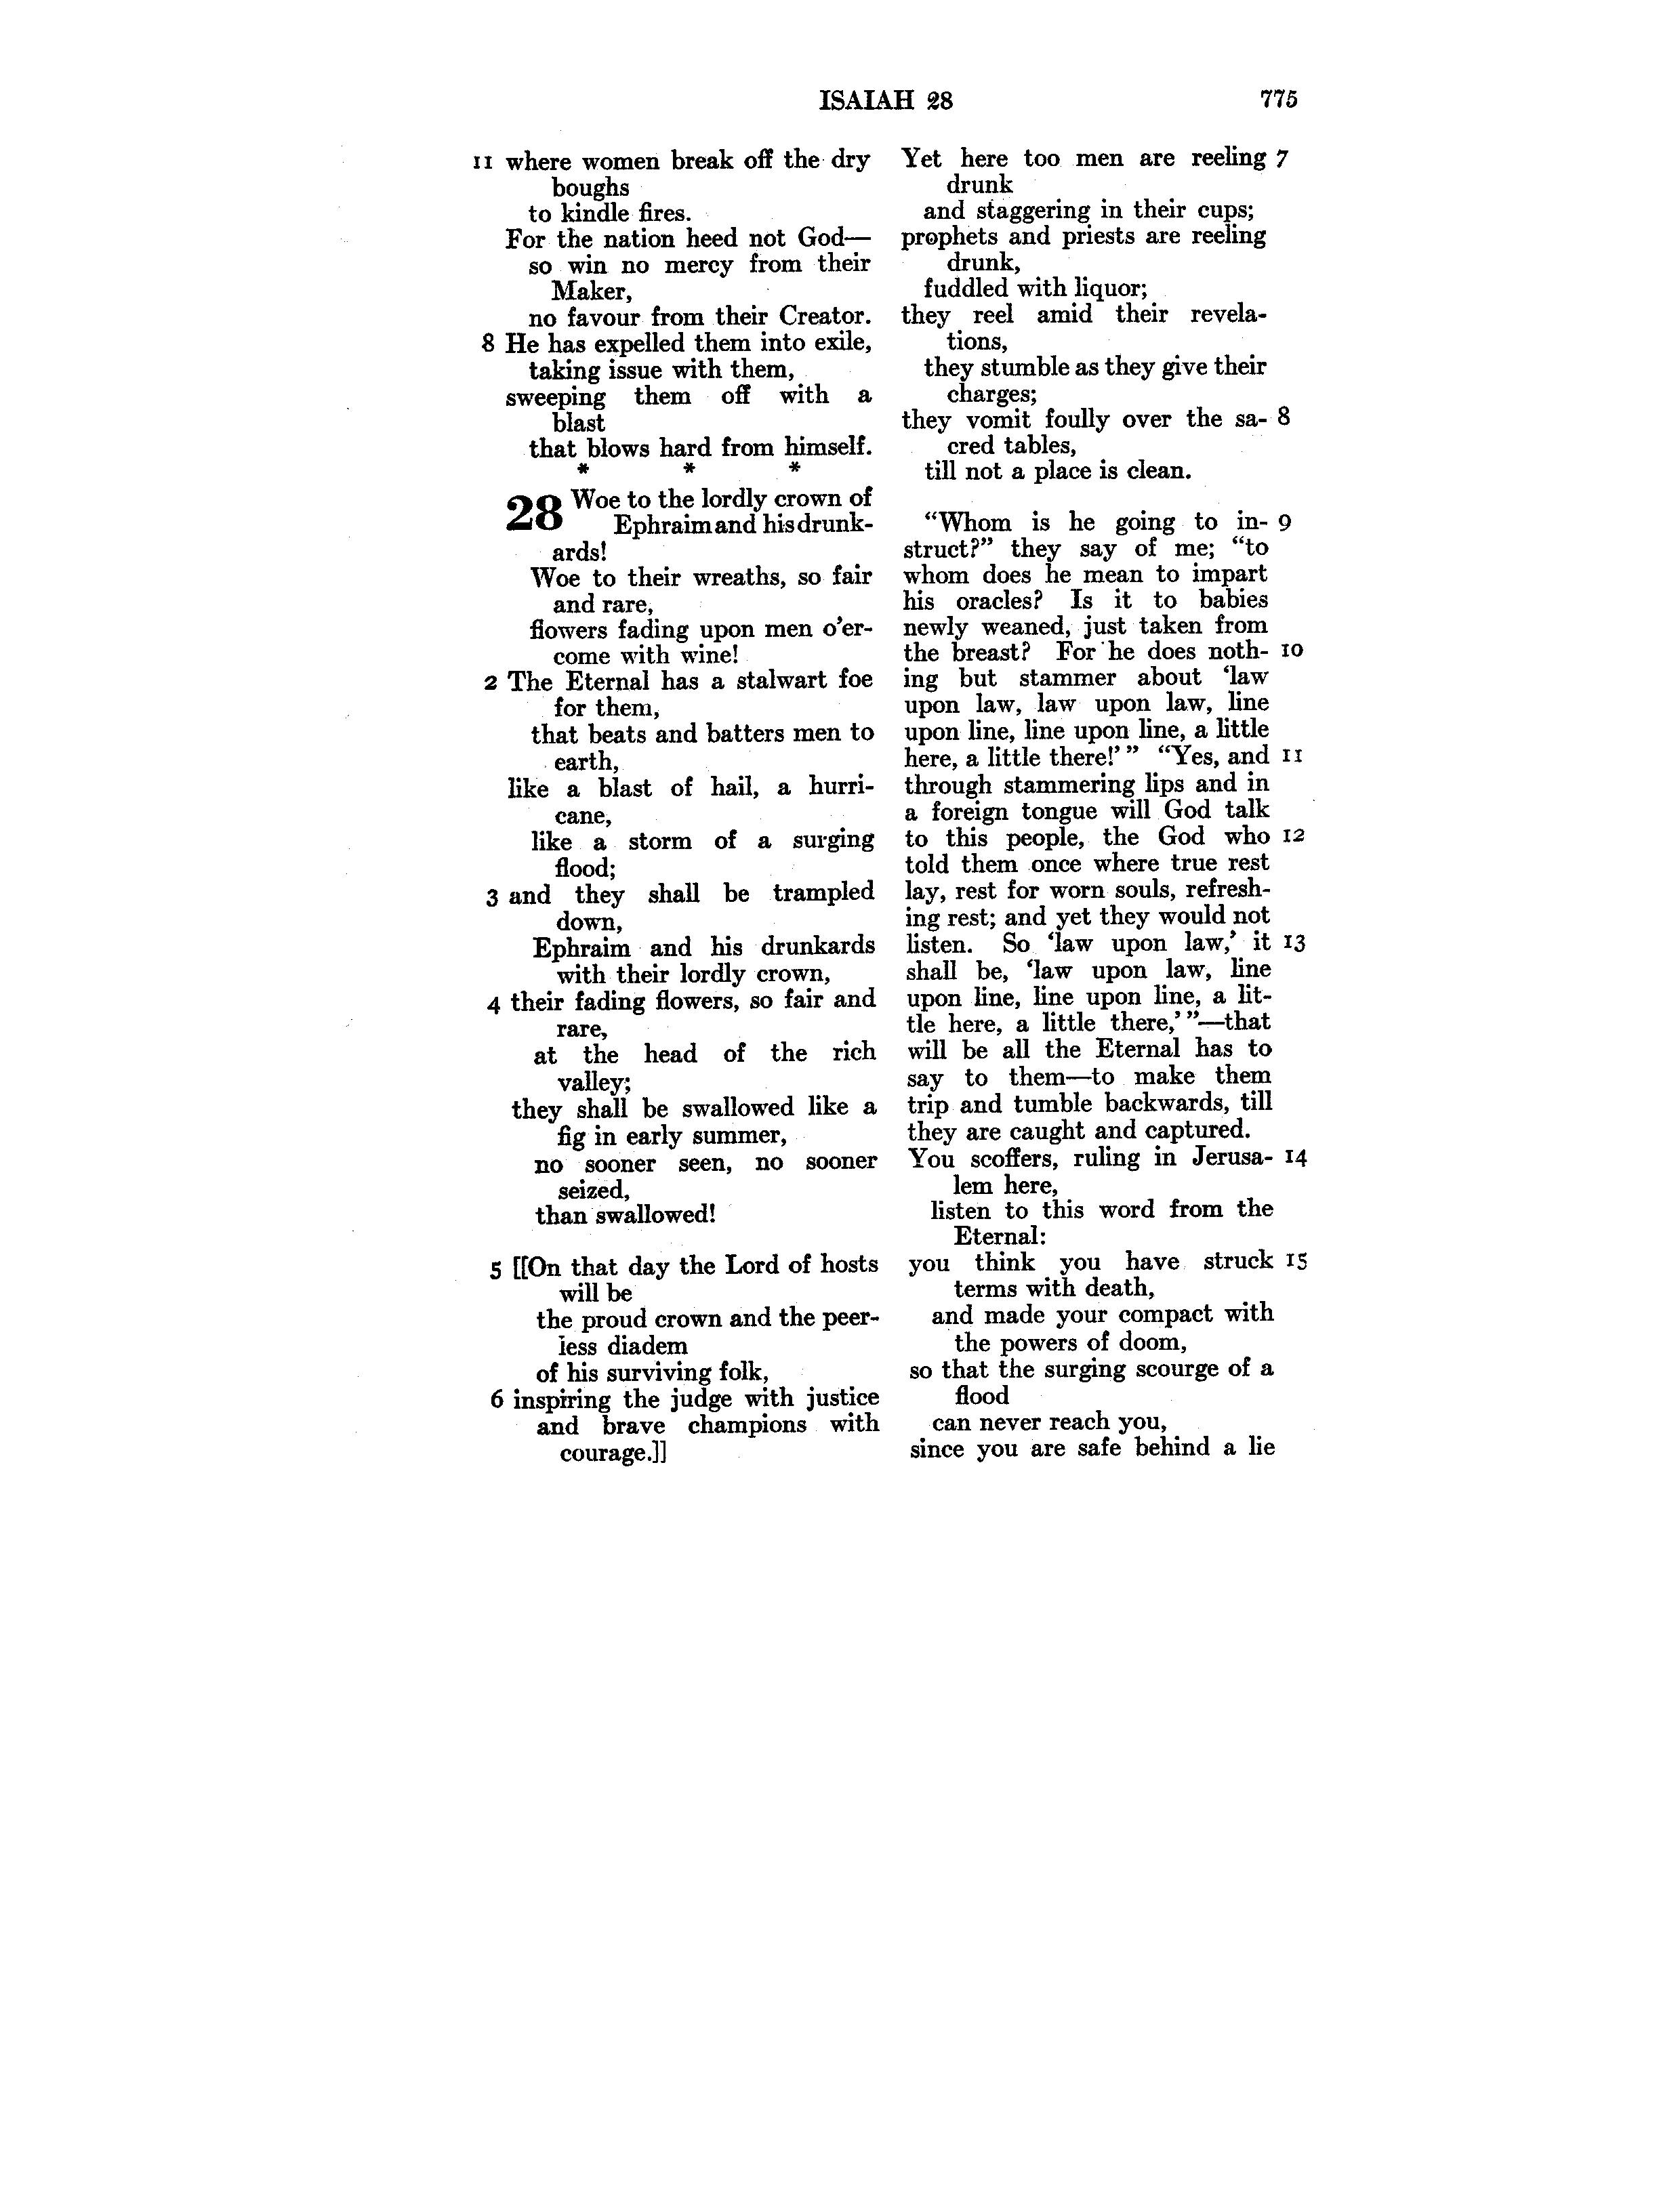 ISAIAH 28 775
11 where women break off the dry
boughs
to kindle fires.
For the nation heed not God—
so win no mercy from their
Maker,
no favour from their Creator.
8 He has expelled them into exile,
taking issue with them,
sweeping them off with a
blast
that blows hard from himself.
* * *
28 Woe to the lordly crown of
Ephraim and his drunk-
ards!
Woe to their wreaths, so fair
and rare,
flowers fading upon men o’er-
come with wine!
2 The Eternal has a stalwart foe
for them,
that beats and batters men to
earth,
like a blast of hail, a hurri-
cane,
like a storm of a surging
flood;
3 and they shall be trampled
down,
Ephraim and his drunkards
with their lordly crown,
4 their fading flowers, so fair and
rare,
at the head of the rich
valley;
they shall be swallowed like a
fig in early summer,
no sooner seen, no sooner
seized,
than swallowed!
5 [[On that day the Lord of hosts
will be
the proud crown and the peer-
less diadem
of his surviving folk,
6 inspiring the judge with justice
and brave champions with
courage.]]
Yet here too men are reeling 7
drunk
and staggering in their cups;
prophets and priests are reeling
drunk,
fuddled with liquor;
they reel amid their revela-
tions,
they stumble as they give their
charges;
they vomit foully over the sa- 8
cred tables,
till not a place is clean.
“Whom is he going to in- 9
struct?” they say of me; “to
whom does he mean to impart
his oracles? Is it to babies
newly weaned, just taken from
the breast? For he does noth- 10
ing but stammer about ‘law
upon law, law upon law, line
upon line, line upon line, a little
here, a little there!’ ” “Yes, and 11
through stammering lips and in
a foreign tongue will God talk
to this people, the God who 12
told them once where true rest
lay, rest for worn souls, refresh-
ing rest; and yet they would not
listen. So ‘law upon law,’ it 13
shall be, ‘law upon law, line
upon line, line upon line, a lit-
tle here, a little there,’ ”—that
will be all the Eternal has to
say to them—to make them
trip and tumble backwards, till
they are caught and captured.
You scoffers, ruling in Jerusa- 14
lem here,
listen to this word from the
Eternal:
you think you have struck 15
terms with death,
and made your compact with
the powers of doom,
so that the surging scourge of a
flood
can never reach you,
since you are safe behind a lie